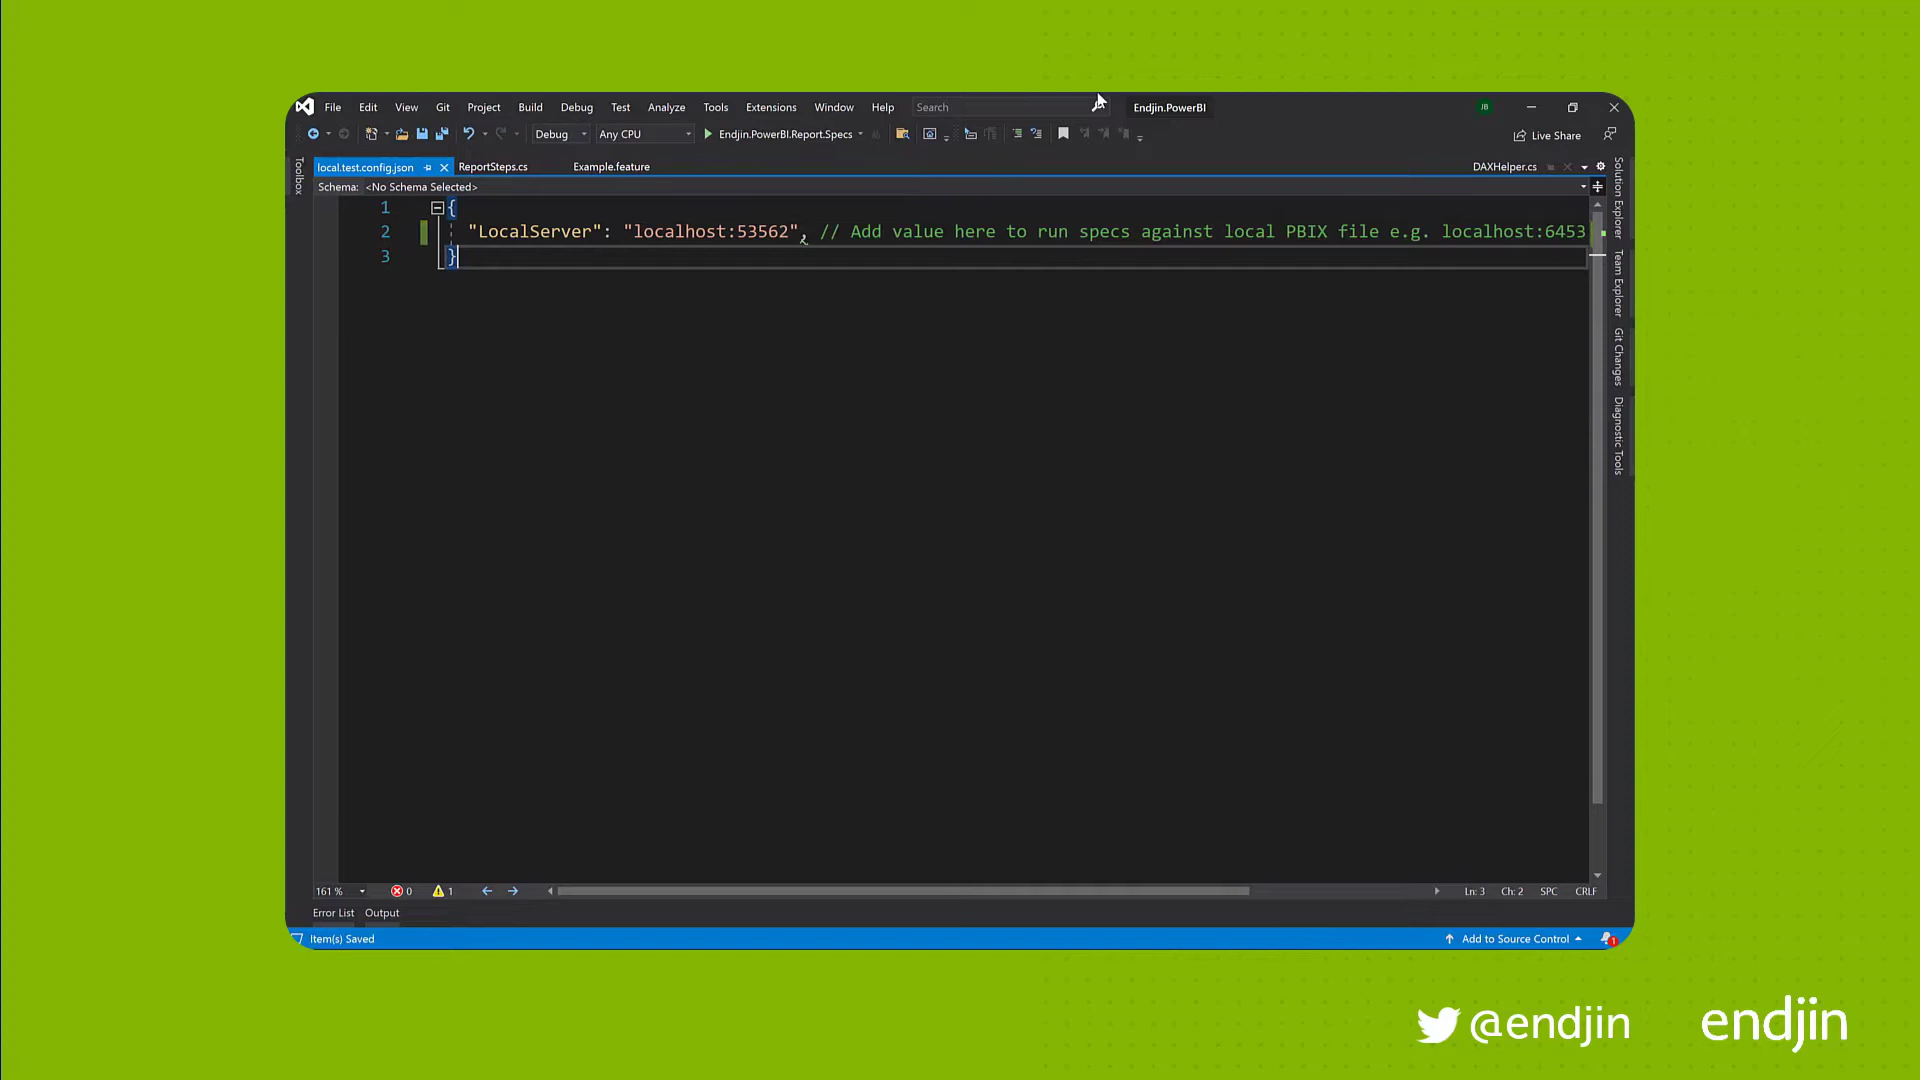 File Edit View Git Project Build Debug Test Analyze Tools Extensions Window Help Search Endjin.PowerBI JB
Debug Any CPU Endjin.PowerBI.Report.Specs Live Share
local.test.config.json ReportSteps.cs Example.feature DAXHelper.cs
Schema: <No Schema Selected>
1 {
2 "LocalServer": "localhost:53562", // Add value here to run specs against local PBIX file e.g. localhost:6453
3 }
Toolbox
Solution Explorer
Team Explorer
Git Changes
Diagnostic Tools
161 % 0 1 Ln: 3 Ch: 2 SPC CRLF
Error List Output
Item(s) Saved Add to Source Control 1
@endjin endjin